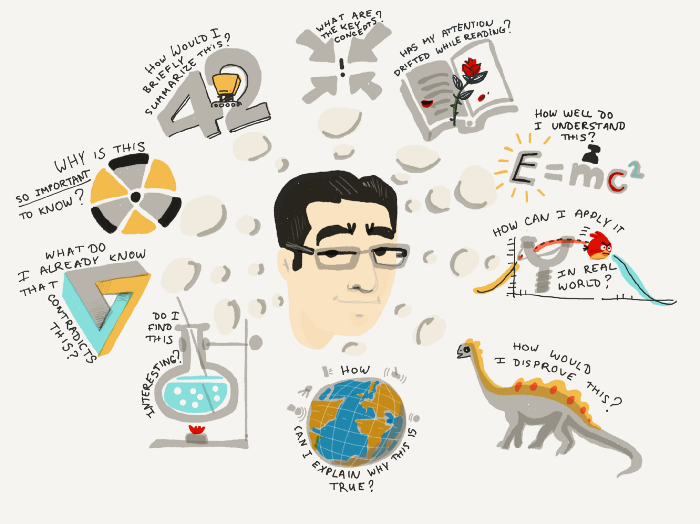 HOW WOULD I
BRIEFLY
SUMMARIZE THIS?
42
WHAT ARE
THE KEY
CONCEPTS?
!
HAS MY ATTENTION
DRIFTED WHILE READING?
HOW WELL DO
I UNDERSTAND
THIS?
E=mc²
WHY IS THIS
SO IMPORTANT
TO KNOW?
HOW CAN I APPLY IT
IN REAL
WORLD?
WHAT DO
I ALREADY KNOW
THAT
CONTRADICTS
THIS?
DO I
FIND
THIS
INTERESTING?
HOW
CAN I EXPLAIN WHY THIS IS
TRUE?
HOW WOULD
I DISPROVE THIS?